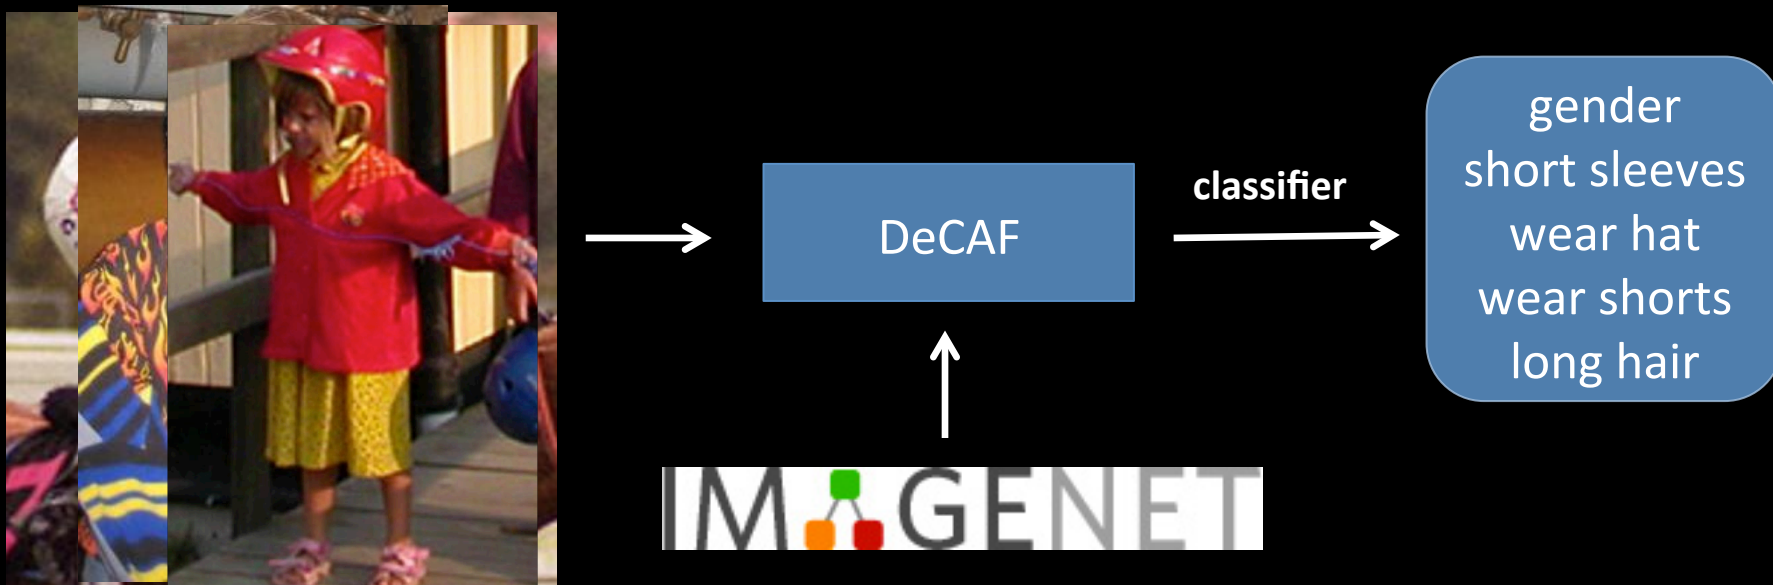 DeCAF
classifier
gender
short sleeves
wear hat
wear shorts
long hair
IMAGENET